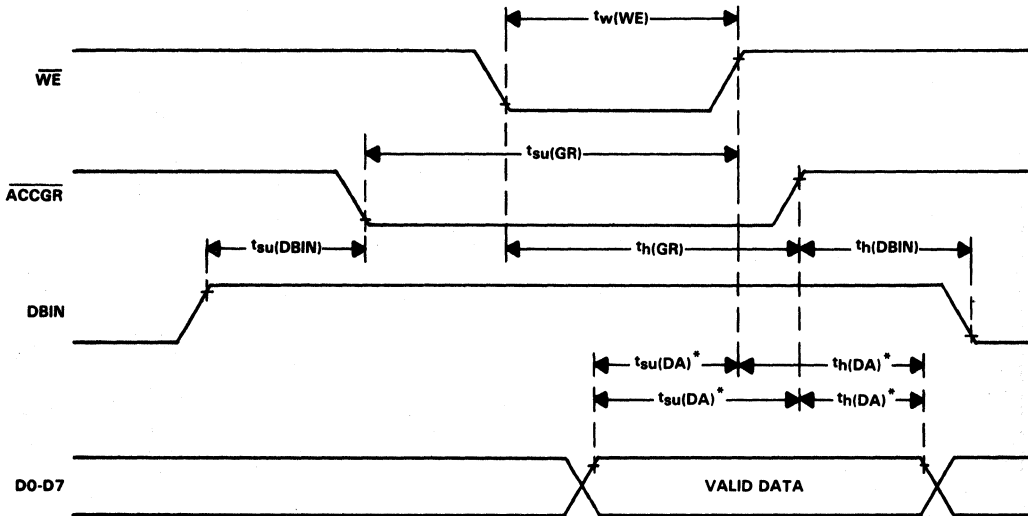 tw(WE)
WE
tsu(GR)
ACCGR
tsu(DBIN)
th(GR)
th(DBIN)
DBIN
tsu(DA)*
th(DA)*
tsu(DA)*
th(DA)*
D0-D7
VALID DATA